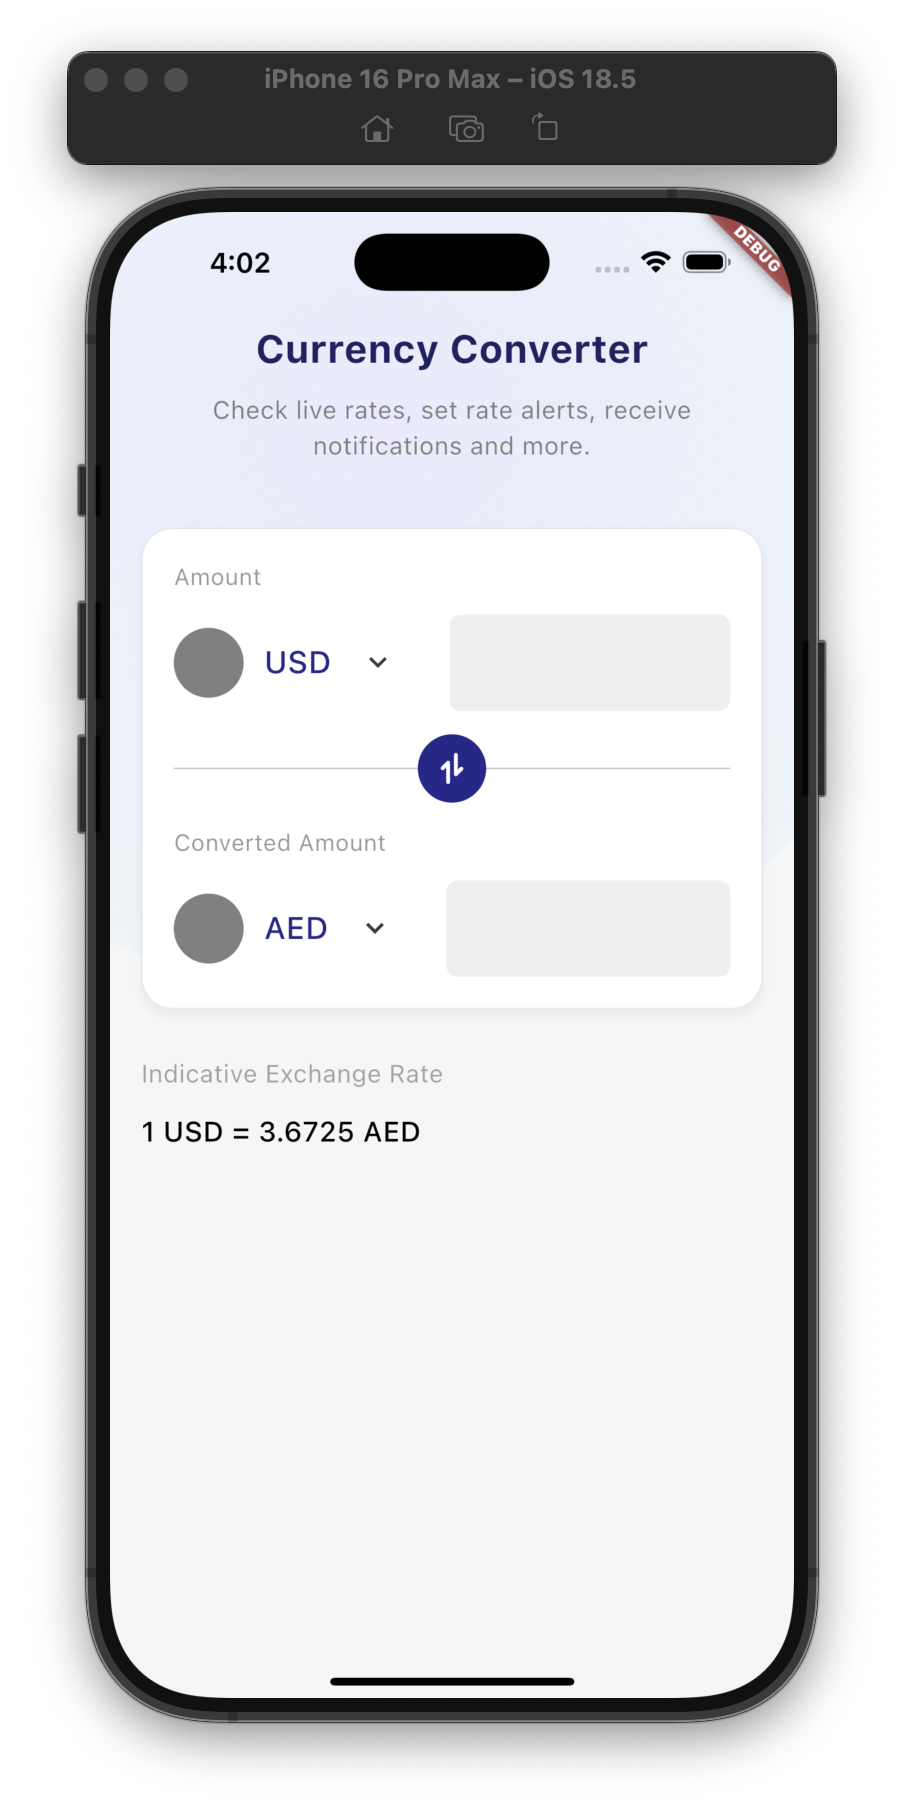 iPhone 16 Pro Max – iOS 18.5
4:02
DEBUG
Currency Converter
Check live rates, set rate alerts, receive
notifications and more.
Amount
USD
Converted Amount
AED
Indicative Exchange Rate
1 USD = 3.6725 AED